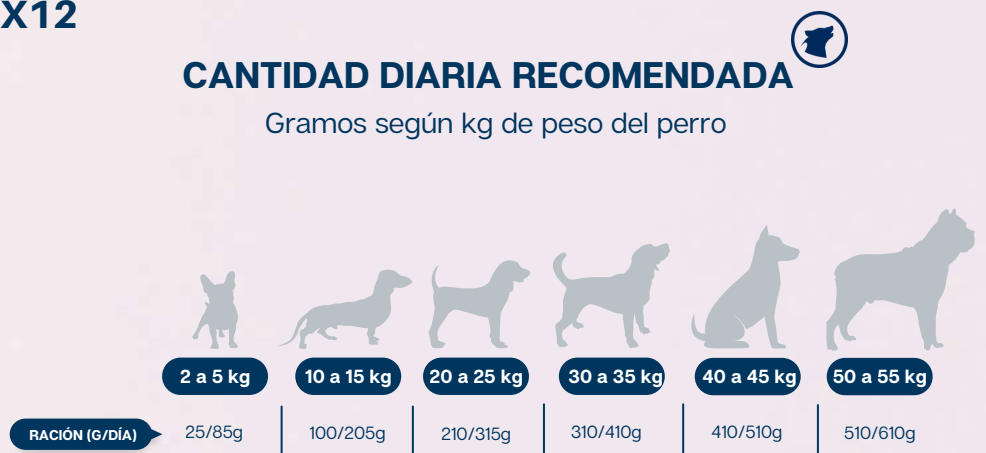 X12
CANTIDAD DIARIA RECOMENDADA
Gramos según kg de peso del perro
2 a 5 kg 10 a 15 kg 20 a 25 kg 30 a 35 kg 40 a 45 kg 50 a 55 kg
RACIÓN (G/DÍA) 25/85g 100/205g 210/315g 310/410g 410/510g 510/610g